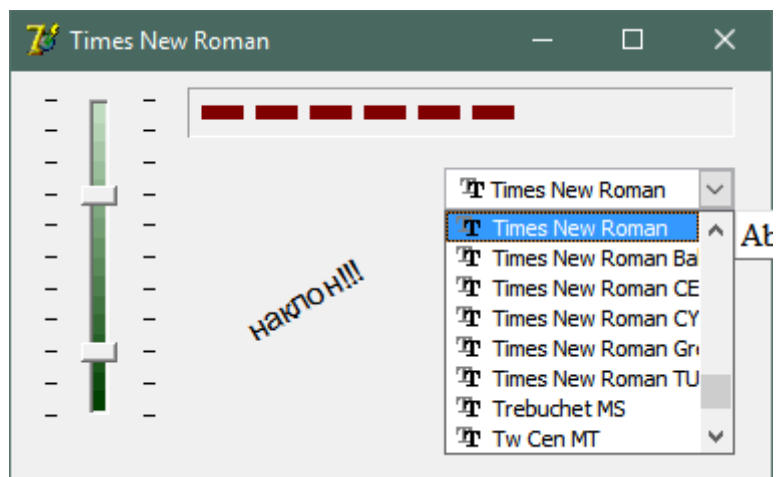 Times New Roman
Times New Roman
Times New Roman
Ab
Times New Roman Bal
Times New Roman CE
Times New Roman CY
Times New Roman Gr
Times New Roman TU
Trebuchet MS
Tw Cen MT
наклон!!!